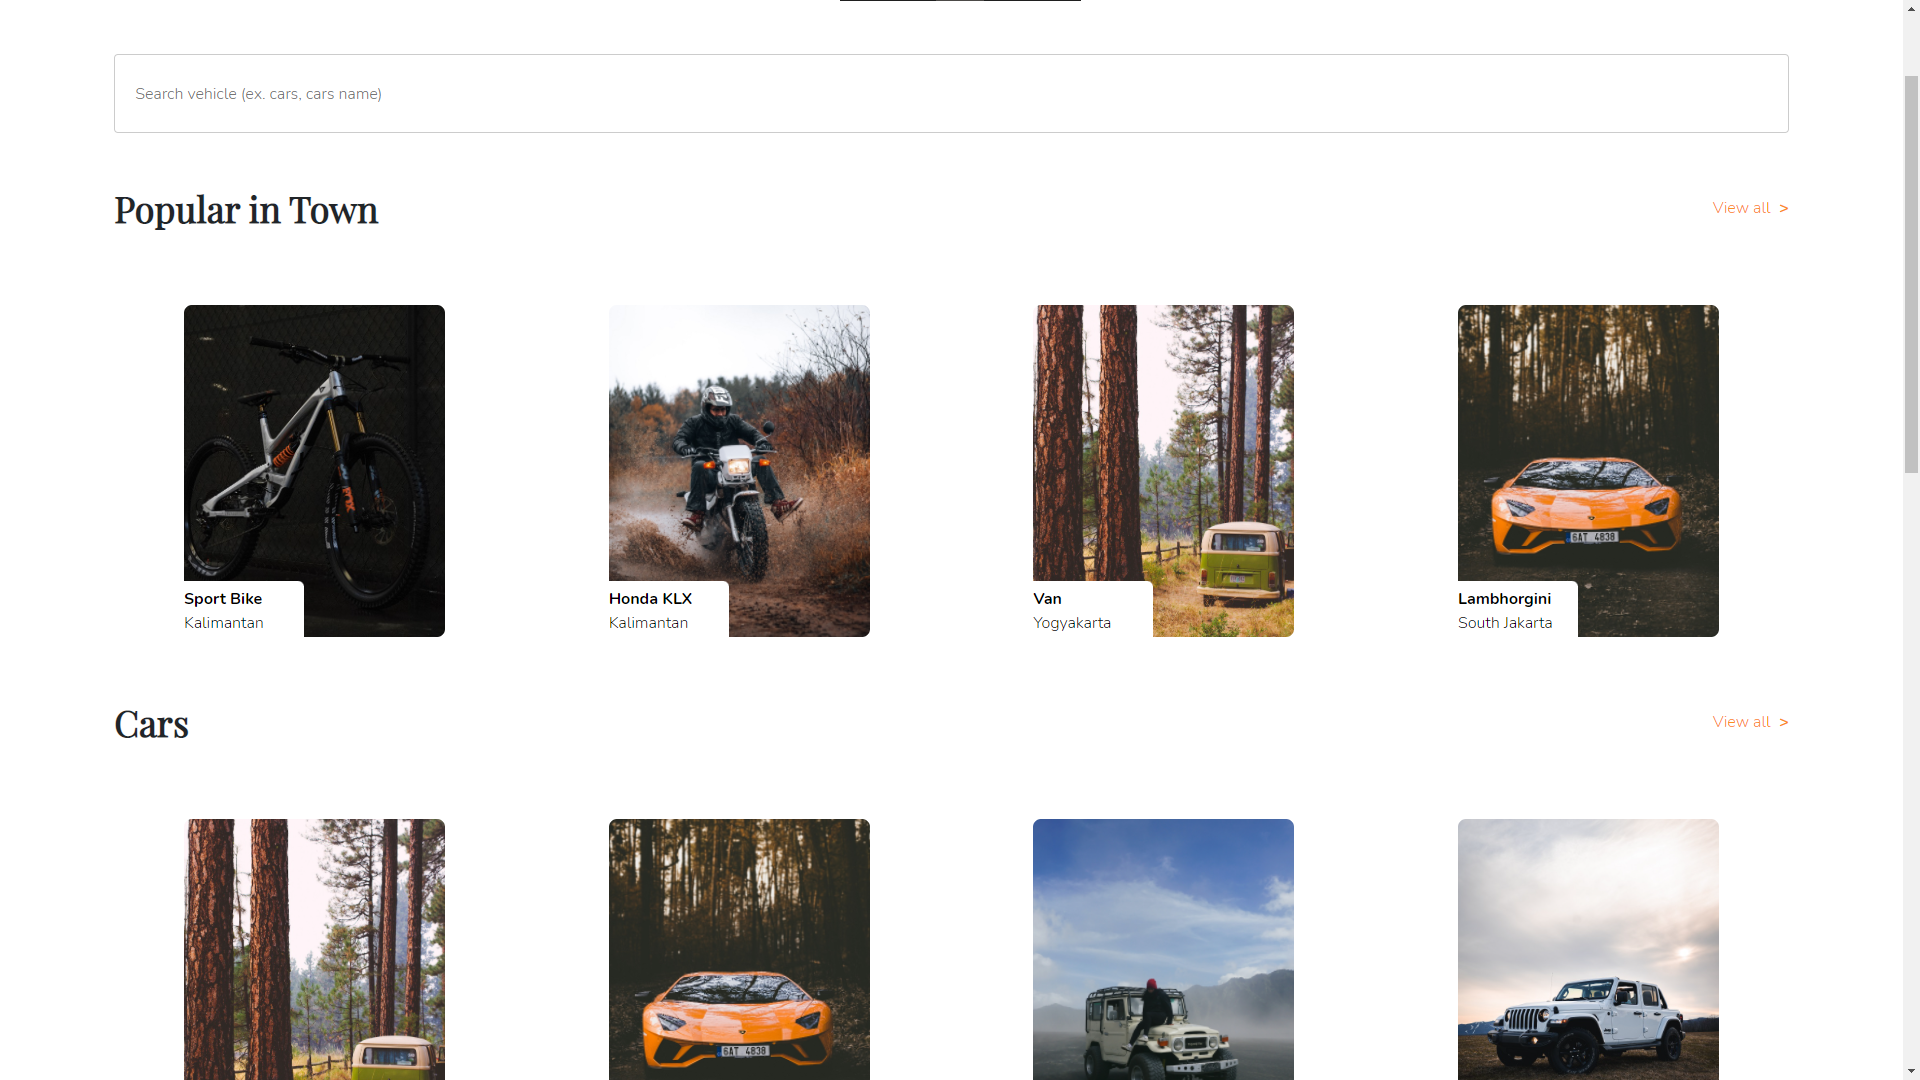 Search vehicle (ex. cars, cars name)
Popular in Town
View all >
Sport Bike
Kalimantan
Honda KLX
Kalimantan
Van
Yogyakarta
6AT 4838
Lambhorgini
South Jakarta
Cars
View all >
6AT 4838